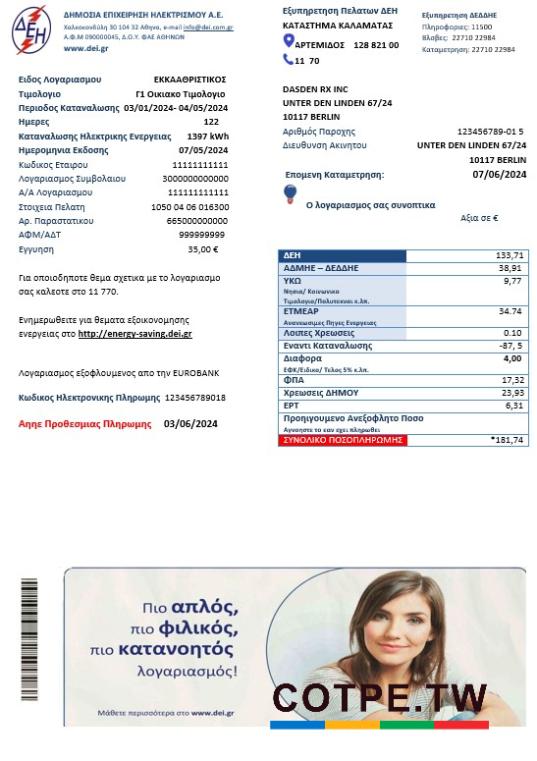 ΔΕΗ
ΔΗΜΟΣΙΑ ΕΠΙΧΕΙΡΗΣΗ ΗΛΕΚΤΡΙΣΜΟΥ Α.Ε.
Χαλκοκονδύλη 30 104 32 Αθηνα, e-mail info@dei.com.gr
Α.Φ.Μ 090000045, Δ.Ο.Υ. ΦΑΕ ΑΘΗΝΩΝ
www.dei.gr
Ειδος Λογαριασμου ΕΚΚΑΑΘΡΙΣΤΙΚΟΣ
Τιμολογιο Γ1 Οικιακο Τιμολογιο
Περιοδος Καταναλωσης 03/01/2024- 04/05/2024
Ημερες 122
Καταναλωσης Ηλεκτρικης Ενεργειας 1397 kWh
Ημερομηνια Εκδοσης 07/05/2024
Κωδικος Εταιρου 11111111111
Λογαριασμος Συμβολαιου 3000000000000
Α/Α Λογαριασμου 111111111111
Στοιχεια Πελατη 1050 04 06 016300
Αρ. Παραστατικου 665000000000
ΑΦΜ/ΑΔΤ 999999999
Εγγυηση 35,00 €
Για οποιοδηποτε θεμα σχετικα με το λογαριασμο
σας καλεστε στο 11 770.
Ενημερωθειτε για θεματα εξοικονομησης
ενεργειας στο http://energy-saving.dei.gr
Λογαριασμος εξοφλουμενος απο την EUROBANK
Κωδικος Ηλεκτρονικης Πληρωμης 123456789018
Αηηε Προθεσμιας Πληρωμης 03/06/2024
Εξυπηρετηση Πελατων ΔΕΗ
ΚΑΤΑΣΤΗΜΑ ΚΑΛΑΜΑΤΑΣ
ΑΡΤΕΜΙΔΟΣ 128 821 00
11 70
Εξυπηρετηση ΔΕΔΔΗΕ
Πληροφοριες: 11500
Βλαβες: 22710 22984
Καταμετρηση: 22710 22984
DASDEN RX INC
UNTER DEN LINDEN 67/24
10117 BERLIN
Αριθμός Παροχης 123456789-01 5
Διευθυνση Ακινητου UNTER DEN LINDEN 67/24
10117 BERLIN
Επομενη Καταμετρηση: 07/06/2024
Ο λογαριασμος σας συνοπτικα
Αξια σε €
ΔΕΗ 133,71
ΑΔΜΗΕ – ΔΕΔΔΗΕ 38,91
ΥΚΩ 9,77
Νησια/ Κοινωνικο
Τιμολογιο/Πολυτεκνοι κ.λπ.
ΕΤΜΕΑΡ 34.74
Ανανεωσιμες Πηγες Ενεργειας
Λοιπες Χρεωσεις 0.10
Εναντι Καταναλωσης -87, 5
Διαφορα 4,00
ΕΦΚ/Ειδικο/ Τελος 5% κ.λπ.
ΦΠΑ 17,32
Χρεωσεις ΔΗΜΟΥ 23,93
ΕΡΤ 6,31
Προηγουμενο Ανεξοφλητο Ποσο
Αγνοηστε το εαν εχει πληρωθει
ΣΥΝΟΛΙΚΟ ΠΟΣΟΠΛΗΡΩΜΗΣ *181,74
Πιο απλός,
πιο φιλικός,
πιο κατανοητός
λογαριασμός!
Μάθετε περισσότερα στο www.dei.gr
COTPE.TW